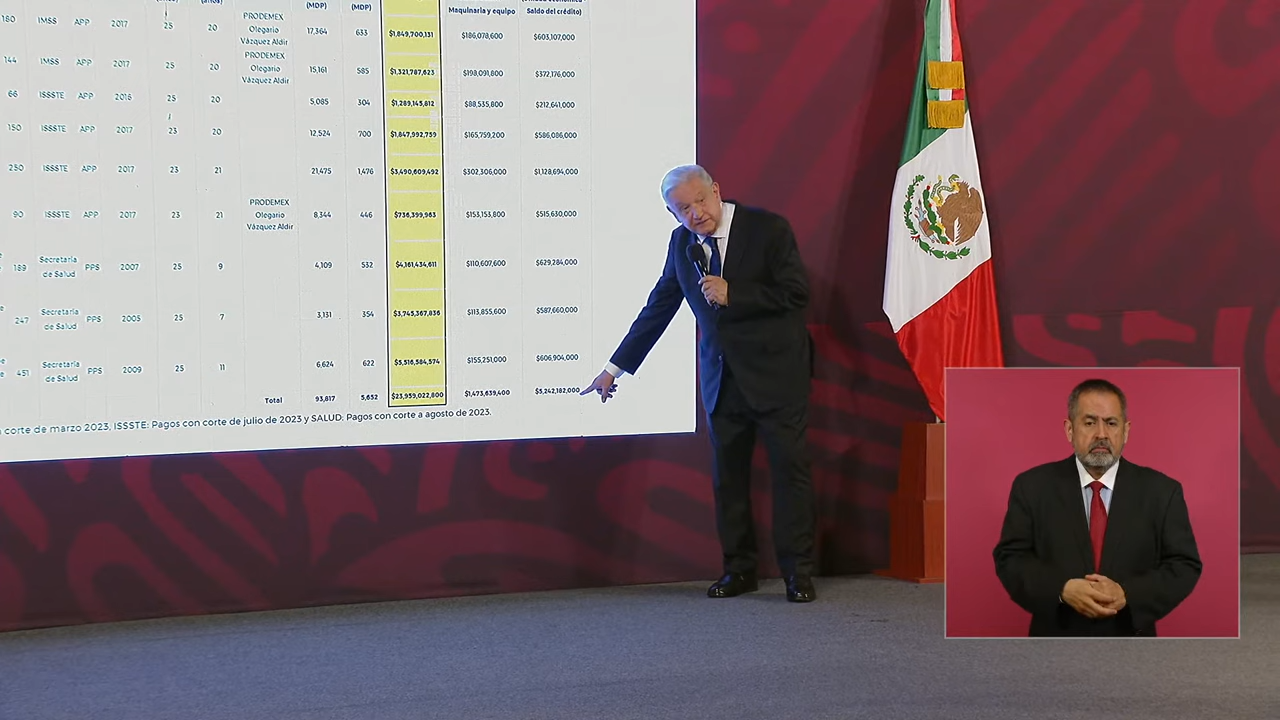 (años)
(MDP) (MDP) Maquinaria y equipo Saldo del crédito)
180 IMSS APP 2017 25 20 PRODEMEX Olegario Vázquez Aldir 17,364 633 $1,849,700,131 $186,078,600 $603,107,000
144 IMSS APP 2017 25 20 PRODEMEX Olegario Vázquez Aldir 15,161 585 $1,321,787,623 $198,091,800 $372,176,000
66 ISSSTE APP 2016 25 20 5,085 304 $1,289,145,812 $88,535,800 $212,641,000
150 ISSSTE APP 2017 23 20 12,524 700 $1,847,992,759 $165,759,200 $586,086,000
250 ISSSTE APP 2017 23 21 21,475 1,476 $3,490,609,492 $302,306,000 $1,128,694,000
90 ISSSTE APP 2017 23 21 PRODEMEX Olegario Vázquez Aldir 8,344 446 $736,399,963 $153,153,800 $515,630,000
189 Secretaría de Salud PPS 2007 25 9 4,109 532 $4,161,434,611 $110,607,600 $629,284,000
247 Secretaría de Salud PPS 2005 25 7 3,131 354 $3,745,367,836 $113,855,600 $587,660,000
451 Secretaría de Salud PPS 2009 25 11 6,624 622 $5,516,584,574 $155,251,000 $606,904,000
Total 93,817 5,652 $23,959,022,800 $1,473,639,400 $5,242,182,000
corte de marzo 2023, ISSSTE: Pagos con corte de julio de 2023 y SALUD: Pagos con corte a agosto de 2023.